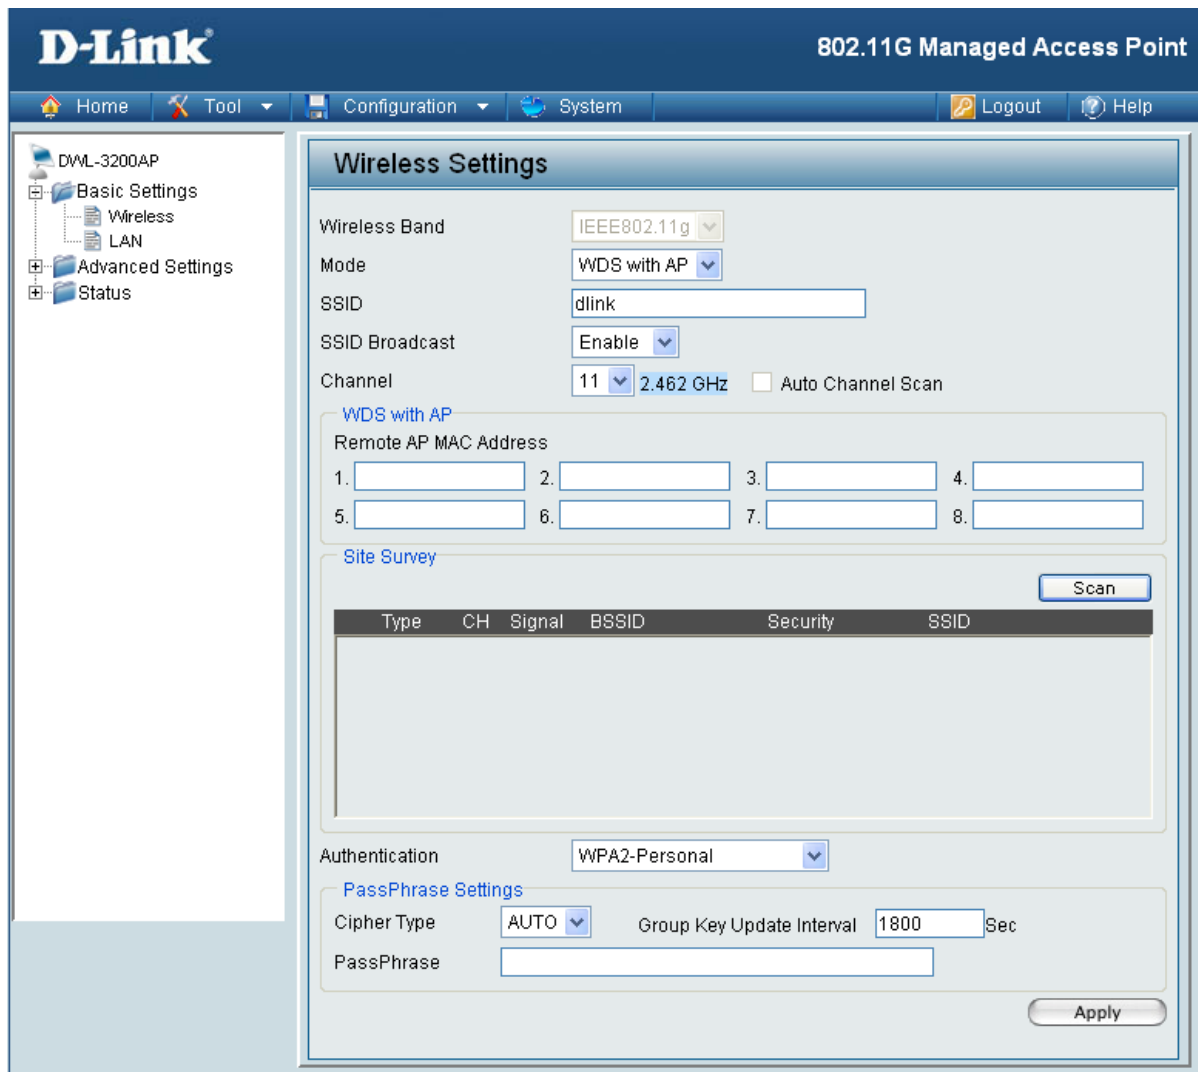 D-Link
802.11G Managed Access Point
Home Tool Configuration System Logout Help
DWL-3200AP
Basic Settings
Wireless
LAN
Advanced Settings
Status
Wireless Settings
Wireless Band IEEE802.11g
Mode WDS with AP
SSID dlink
SSID Broadcast Enable
Channel 11 2.462 GHz Auto Channel Scan
WDS with AP
Remote AP MAC Address
1. 2. 3. 4.
5. 6. 7. 8.
Site Survey
Scan
Type CH Signal BSSID Security SSID
Authentication WPA2-Personal
PassPhrase Settings
Cipher Type AUTO Group Key Update Interval 1800 Sec
PassPhrase
Apply